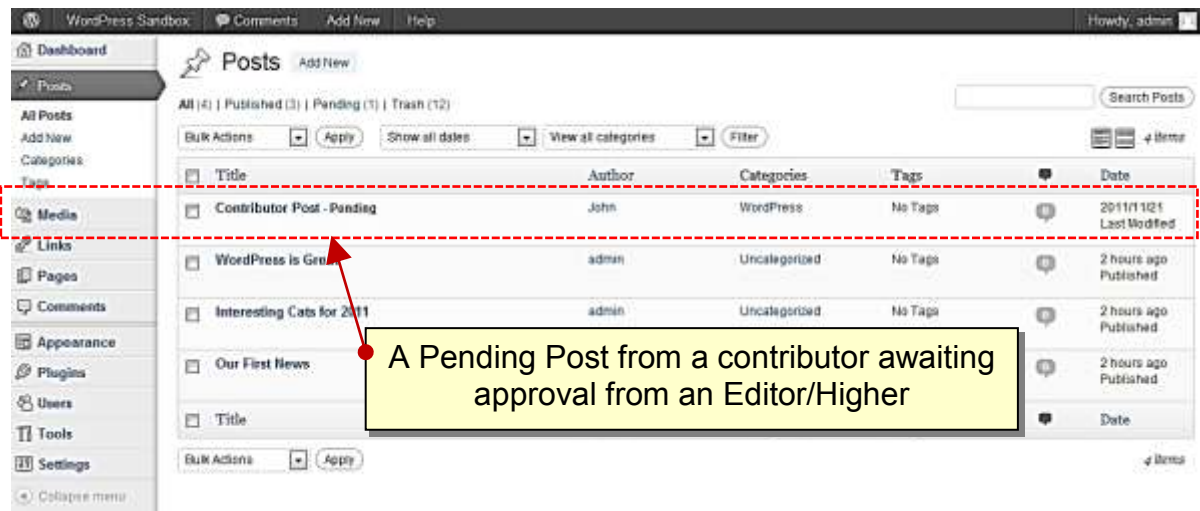 WordPress Sandbox Comments Add New Help Howdy, admin
Dashboard
Posts
All Posts
Add New
Categories
Tags
Media
Links
Pages
Comments
Appearance
Plugins
Users
Tools
Settings
Collapse menu
Posts Add New
All (4) | Published (3) | Pending (1) | Trash (12)
Search Posts
Bulk Actions Apply Show all dates View all categories Filter 4 items
Title Author Categories Tags Date
Contributor Post - Pending John WordPress No Tags 0 2011/11/21
Last Modified
WordPress is admin Uncategorized No Tags 0 2 hours ago
Published
Interesting Cats for 2011 admin Uncategorized No Tags 0 2 hours ago
Published
Our First News 0 2 hours ago
Published
A Pending Post from a contributor awaiting
approval from an Editor/Higher
Title Date
Bulk Actions Apply 4 items